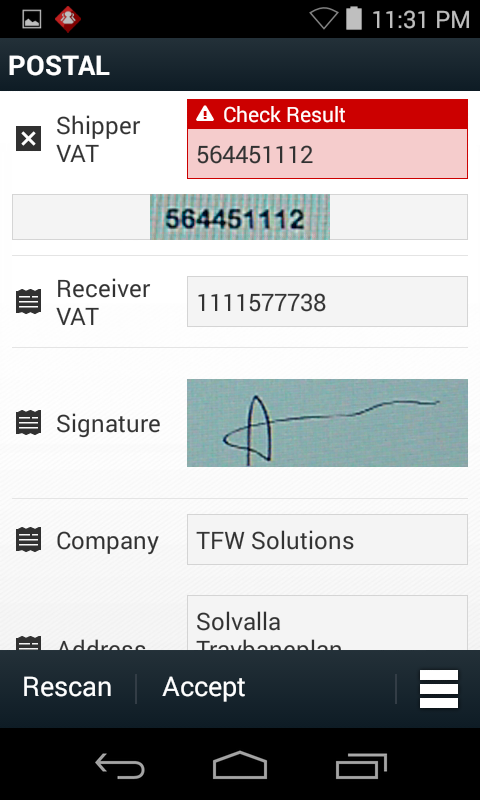 11:31 PM
POSTAL
Shipper
VAT
Check Result
564451112
564451112
Receiver
VAT
1111577738
Signature
Company
TFW Solutions
Address
Solvalla
Travbaneplan
Rescan
Accept